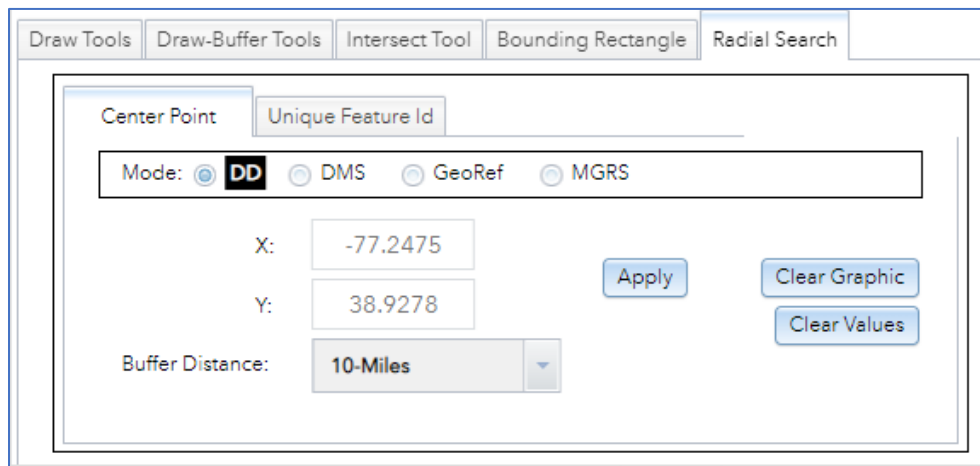 Draw Tools Draw-Buffer Tools Intersect Tool Bounding Rectangle Radial Search
Center Point Unique Feature Id
Mode: DD DMS GeoRef MGRS
X: -77.2475
Apply Clear Graphic
Y: 38.9278
Clear Values
Buffer Distance: 10-Miles